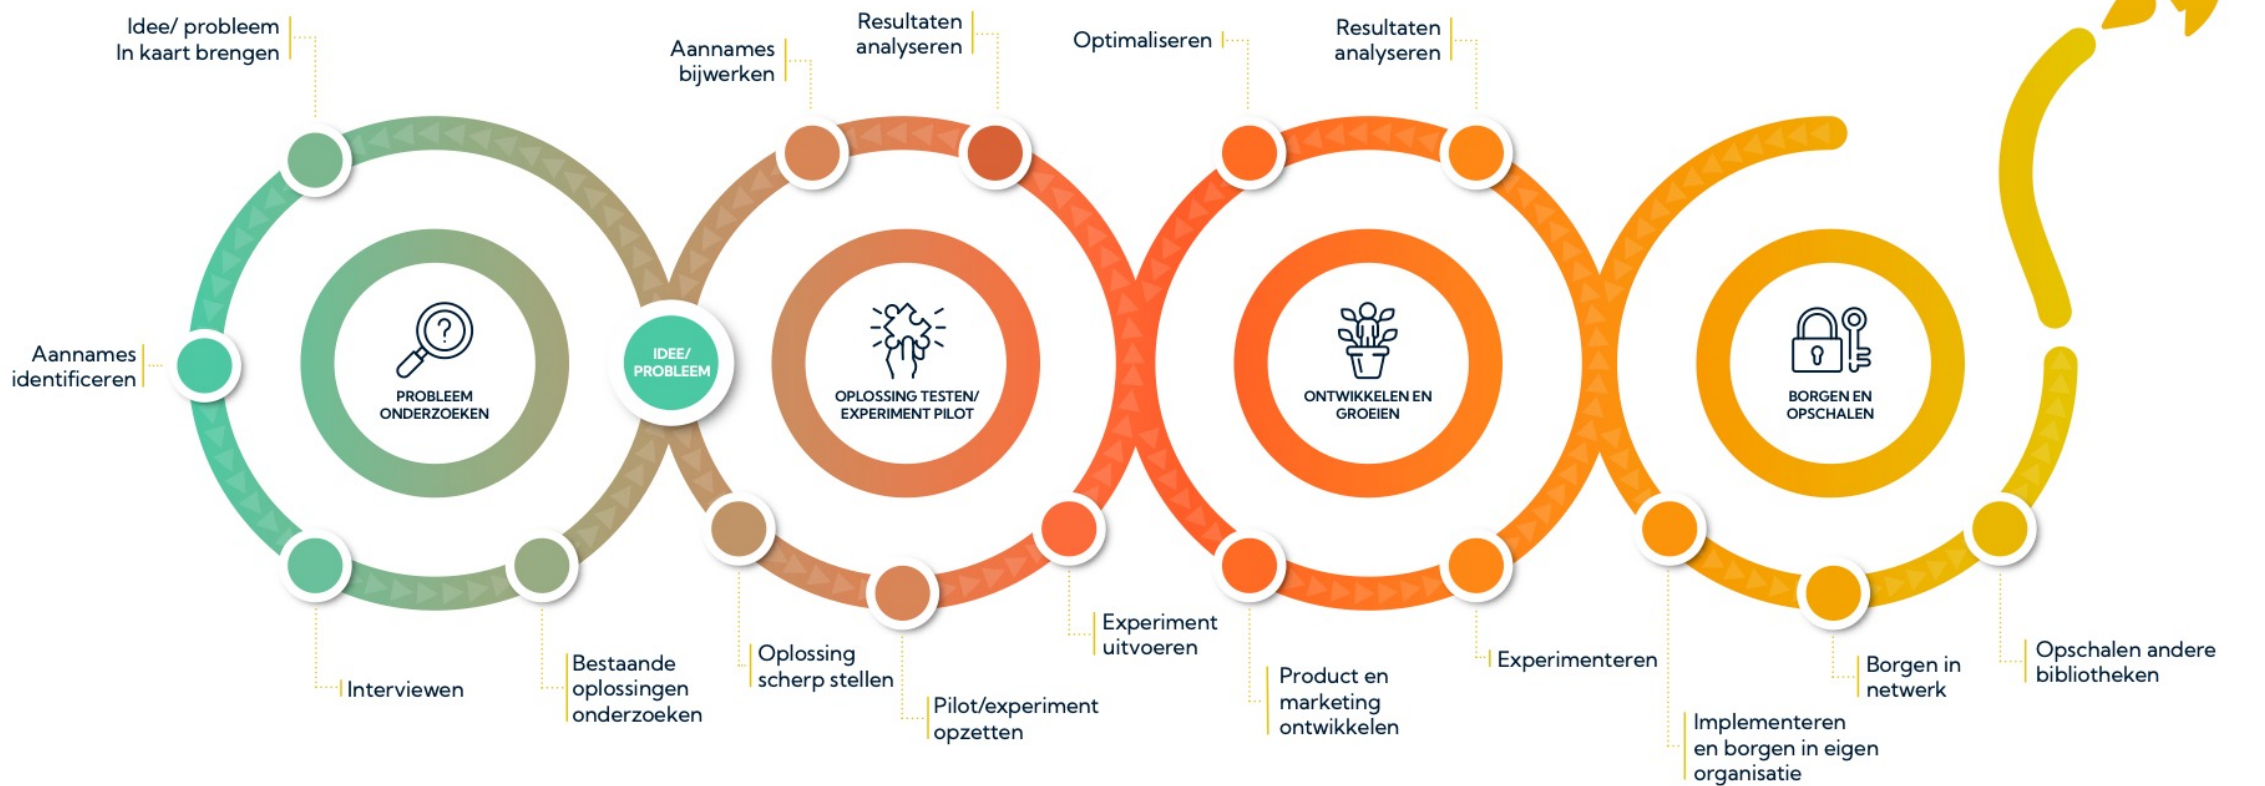 Idee/ probleem
In kaart brengen
Aannames
bijwerken
Resultaten
analyseren
Optimaliseren
Resultaten
analyseren
Aannames
identificeren
PROBLEEM
ONDERZOEKEN
IDEE/
PROBLEEM
OPLOSSING TESTEN/
EXPERIMENT PILOT
ONTWIKKELEN EN
GROEIEN
BORGEN EN
OPSCHALEN
Interviewen
Bestaande
oplossingen
onderzoeken
Oplossing
scherp stellen
Pilot/experiment
opzetten
Experiment
uitvoeren
Product en
marketing
ontwikkelen
Experimenteren
Implementeren
en borgen in eigen
organisatie
Borgen in
netwerk
Opschalen andere
bibliotheken